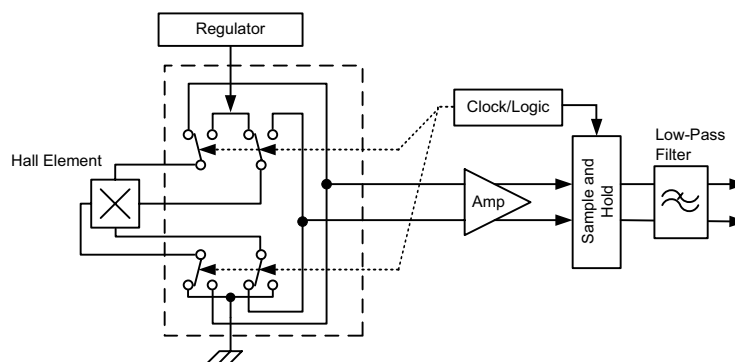 Regulator
Clock/Logic
Low-Pass
Filter
Hall Element
Amp
Sample and
Hold